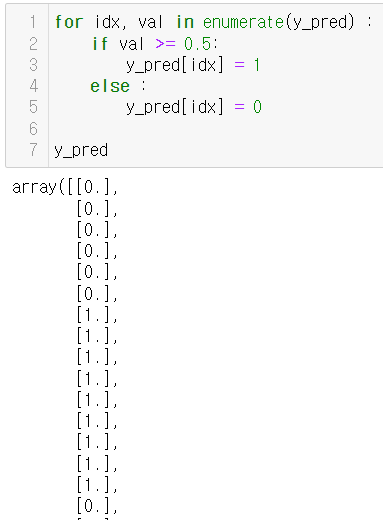 1 for idx, val in enumerate(y_pred) :
2     if val >= 0.5:
3         y_pred[idx] = 1
4     else :
5         y_pred[idx] = 0
6
7 y_pred
array([[0.],
       [0.],
       [0.],
       [0.],
       [0.],
       [0.],
       [1.],
       [1.],
       [1.],
       [1.],
       [1.],
       [1.],
       [1.],
       [1.],
       [1.],
       [0.],